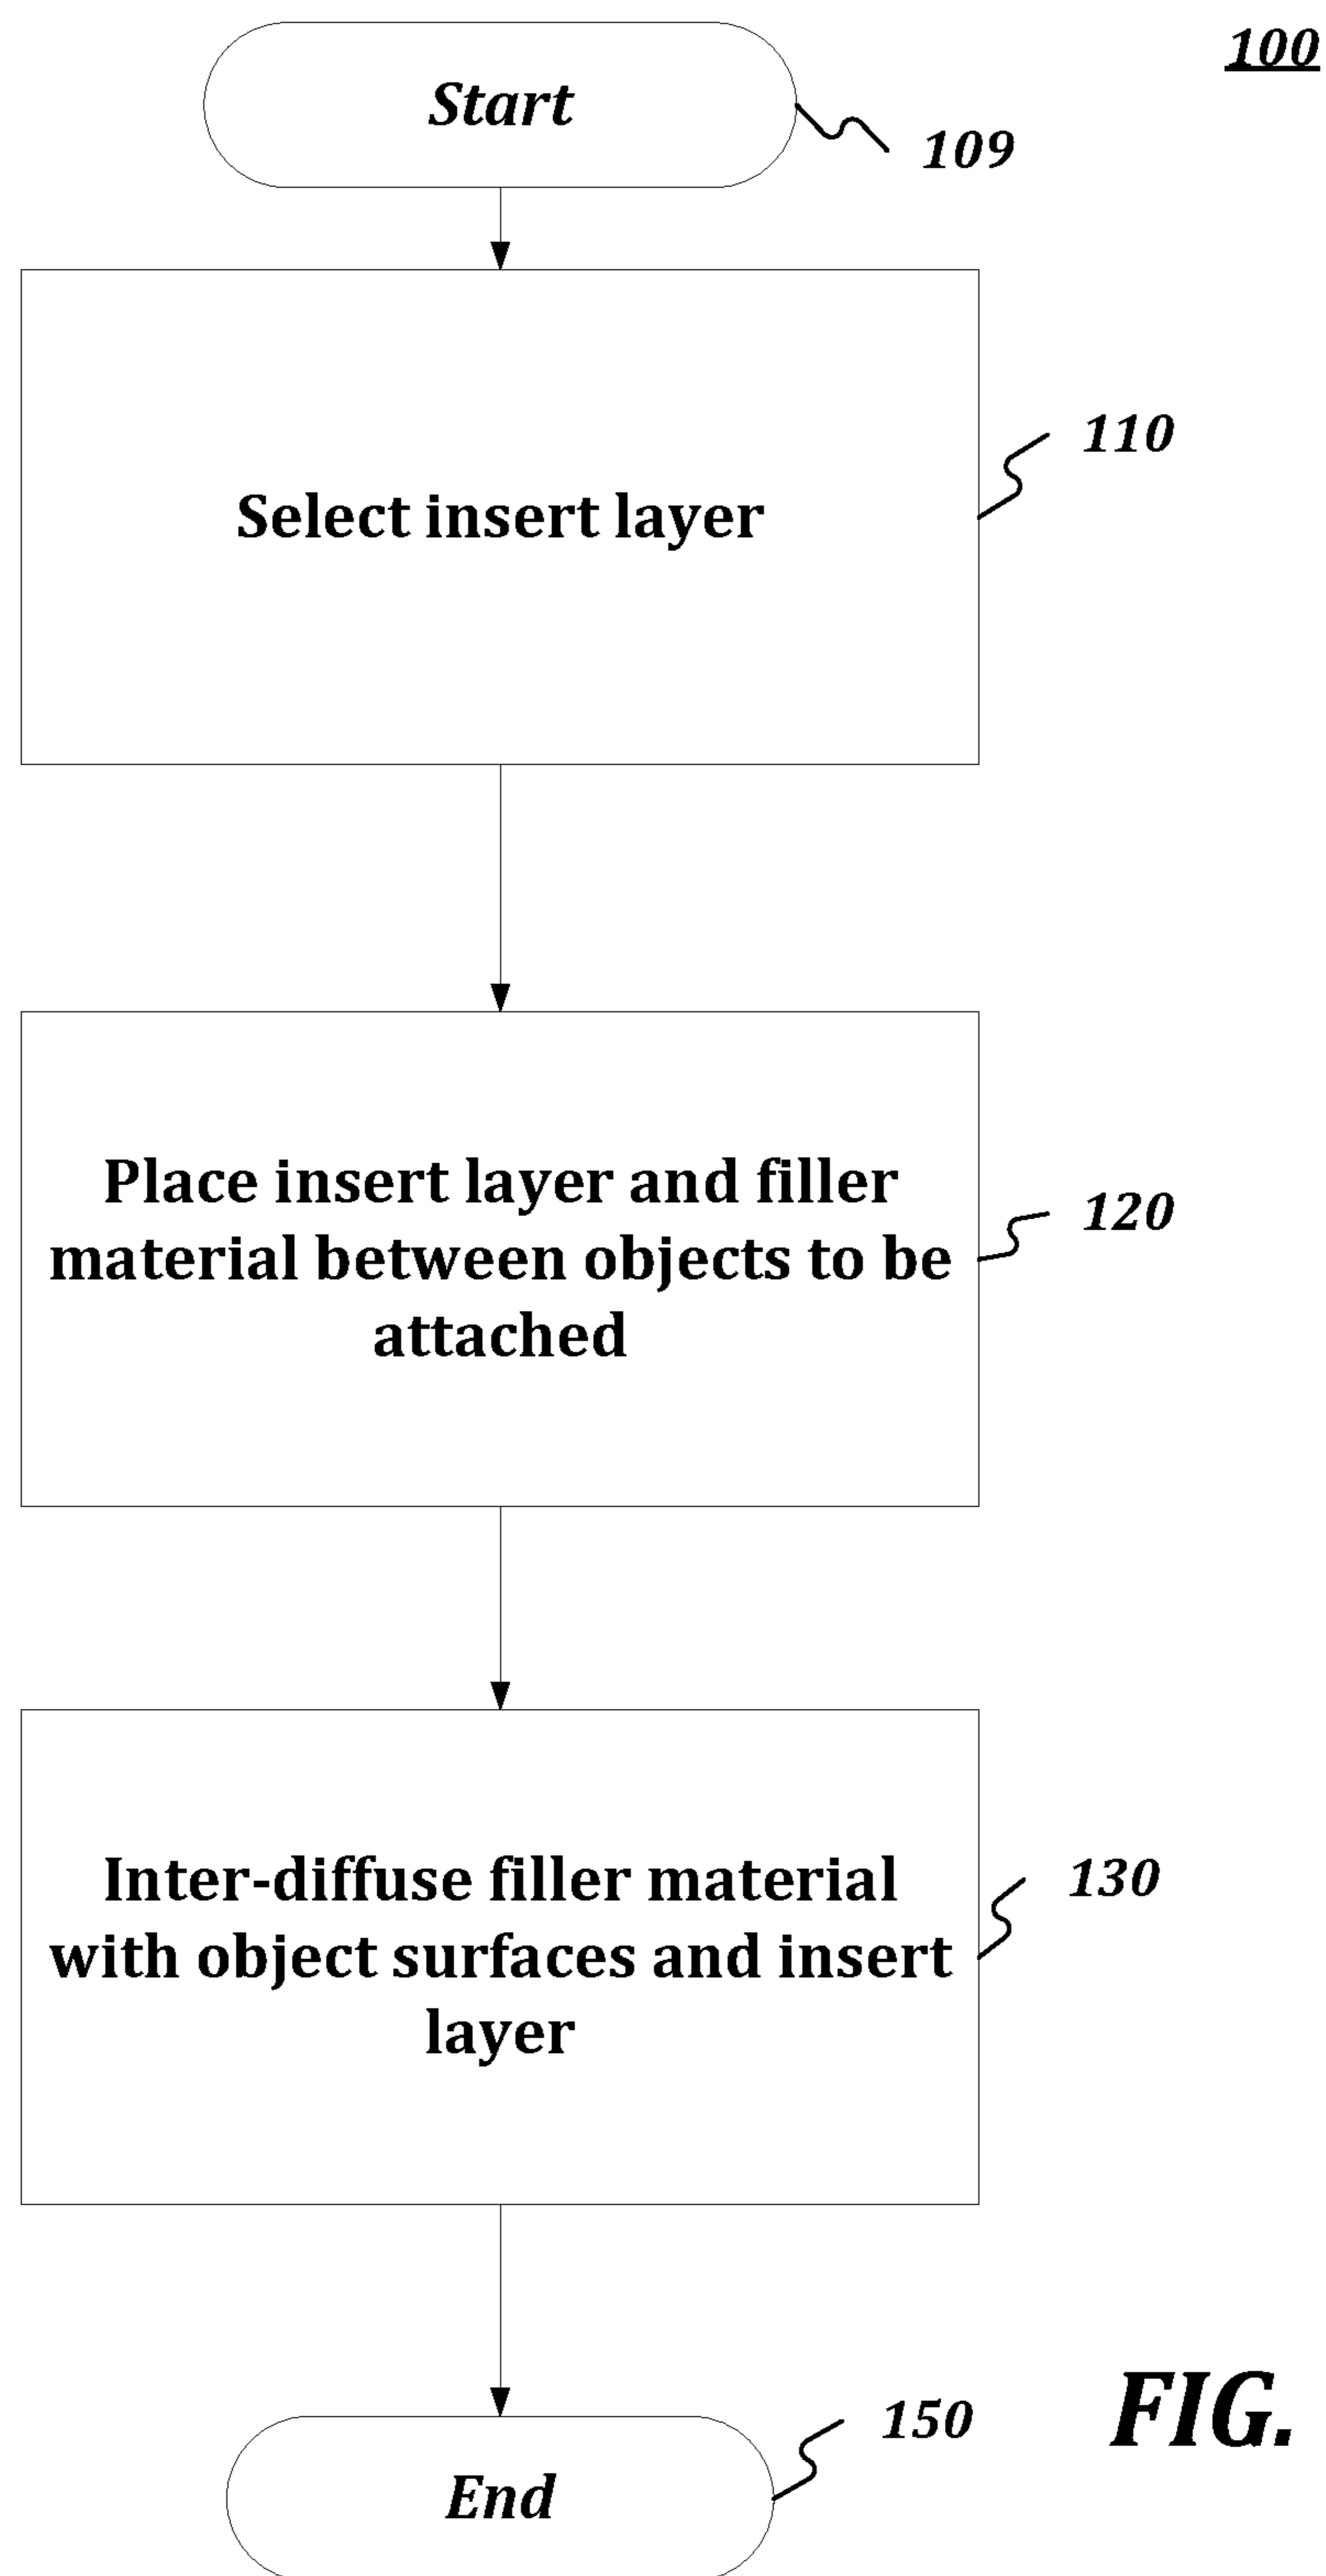 100
Start
109
Select insert layer
110
Place insert layer and filler
material between objects to be
attached
120
Inter-diffuse filler material
with object surfaces and insert
layer
130
150
FIG.
End